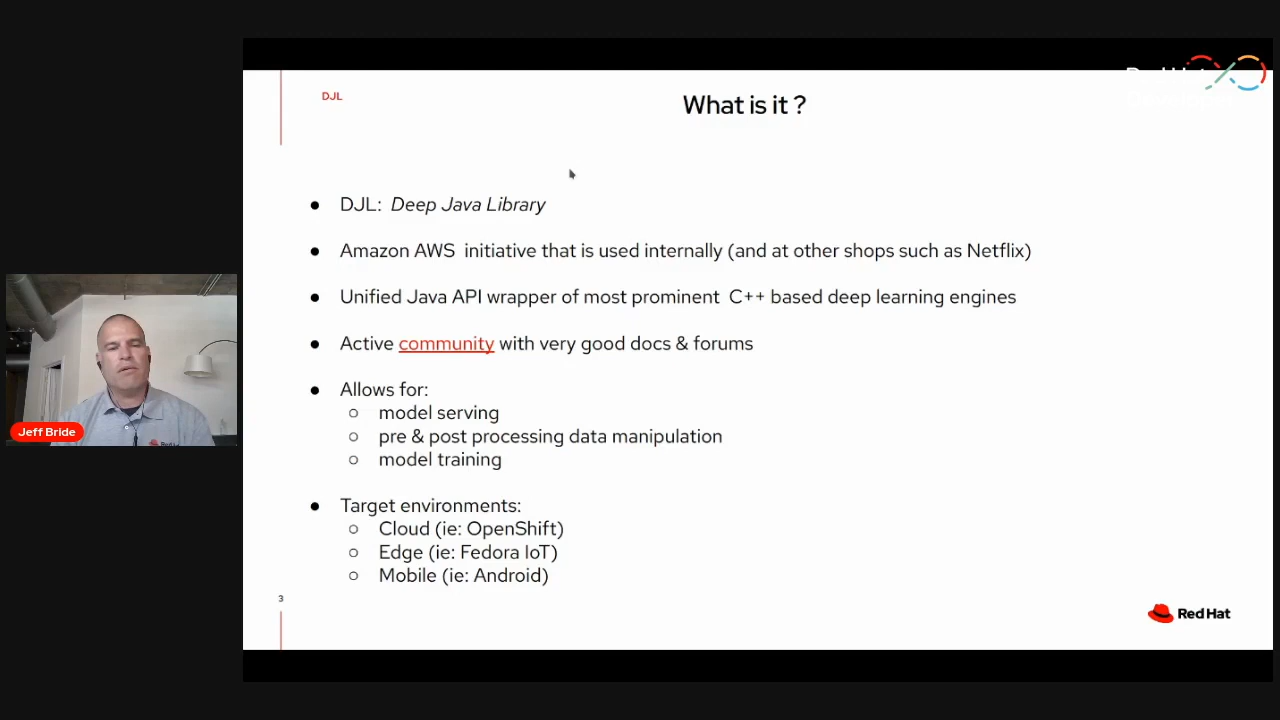 DJL
What is it ?
● DJL: Deep Java Library
● Amazon AWS initiative that is used internally (and at other shops such as Netflix)
● Unified Java API wrapper of most prominent C++ based deep learning engines
● Active community with very good docs & forums
● Allows for:
○ model serving
○ pre & post processing data manipulation
○ model training
● Target environments:
○ Cloud (ie: OpenShift)
○ Edge (ie: Fedora IoT)
○ Mobile (ie: Android)
Jeff Bride
3
Red Hat